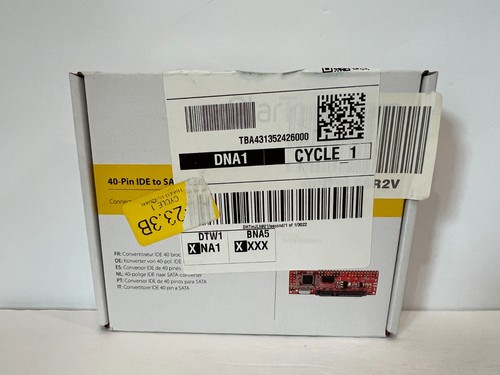 TBA431352426000
DNA1 CYCLE_1
40-Pin IDE to SA
R2V
CYCLE 1
23.3B
DTW1 BNA5
X NA1 X XXX
FR: Convertisseur IDE 40 broc
DE: Konverter von 40-pol. IDE
ES: Conversor de 40 pines
NL: 40-polige IDE naar SATA converter
PT: Conversor de IDE de 40 pinos para SATA
IT: Convertitore IDE 40 pin a SATA